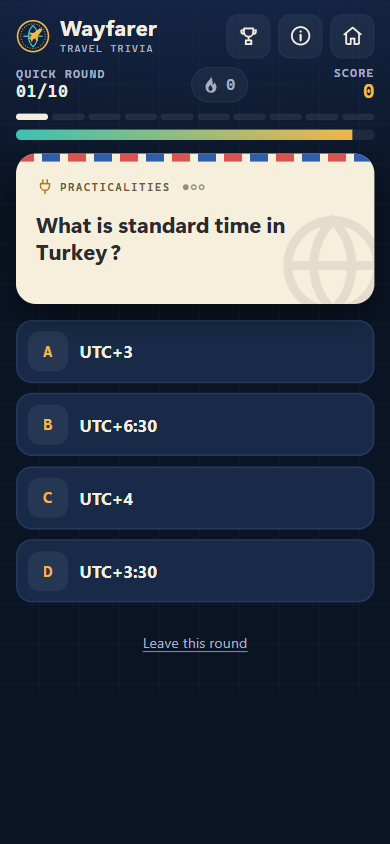 Wayfarer
TRAVEL TRIVIA
QUICK ROUND
01/10
0
SCORE
0
PRACTICALITIES
What is standard time in
Turkey?
A UTC+3
B UTC+6:30
C UTC+4
D UTC+3:30
Leave this round